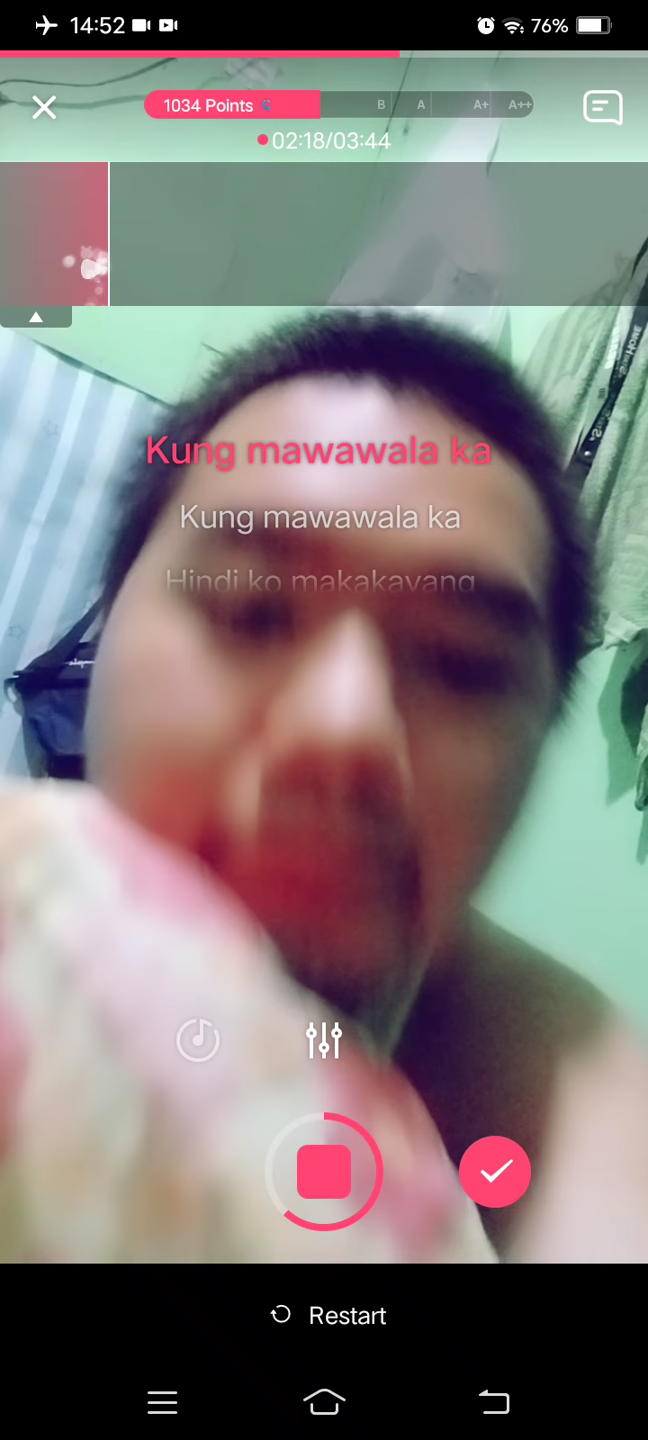 14:52 76%
1034 Points C B A A+ A++
02:18/03:44
Kung mawawala ka
Kung mawawala ka
Hindi ko makakayang
Restart